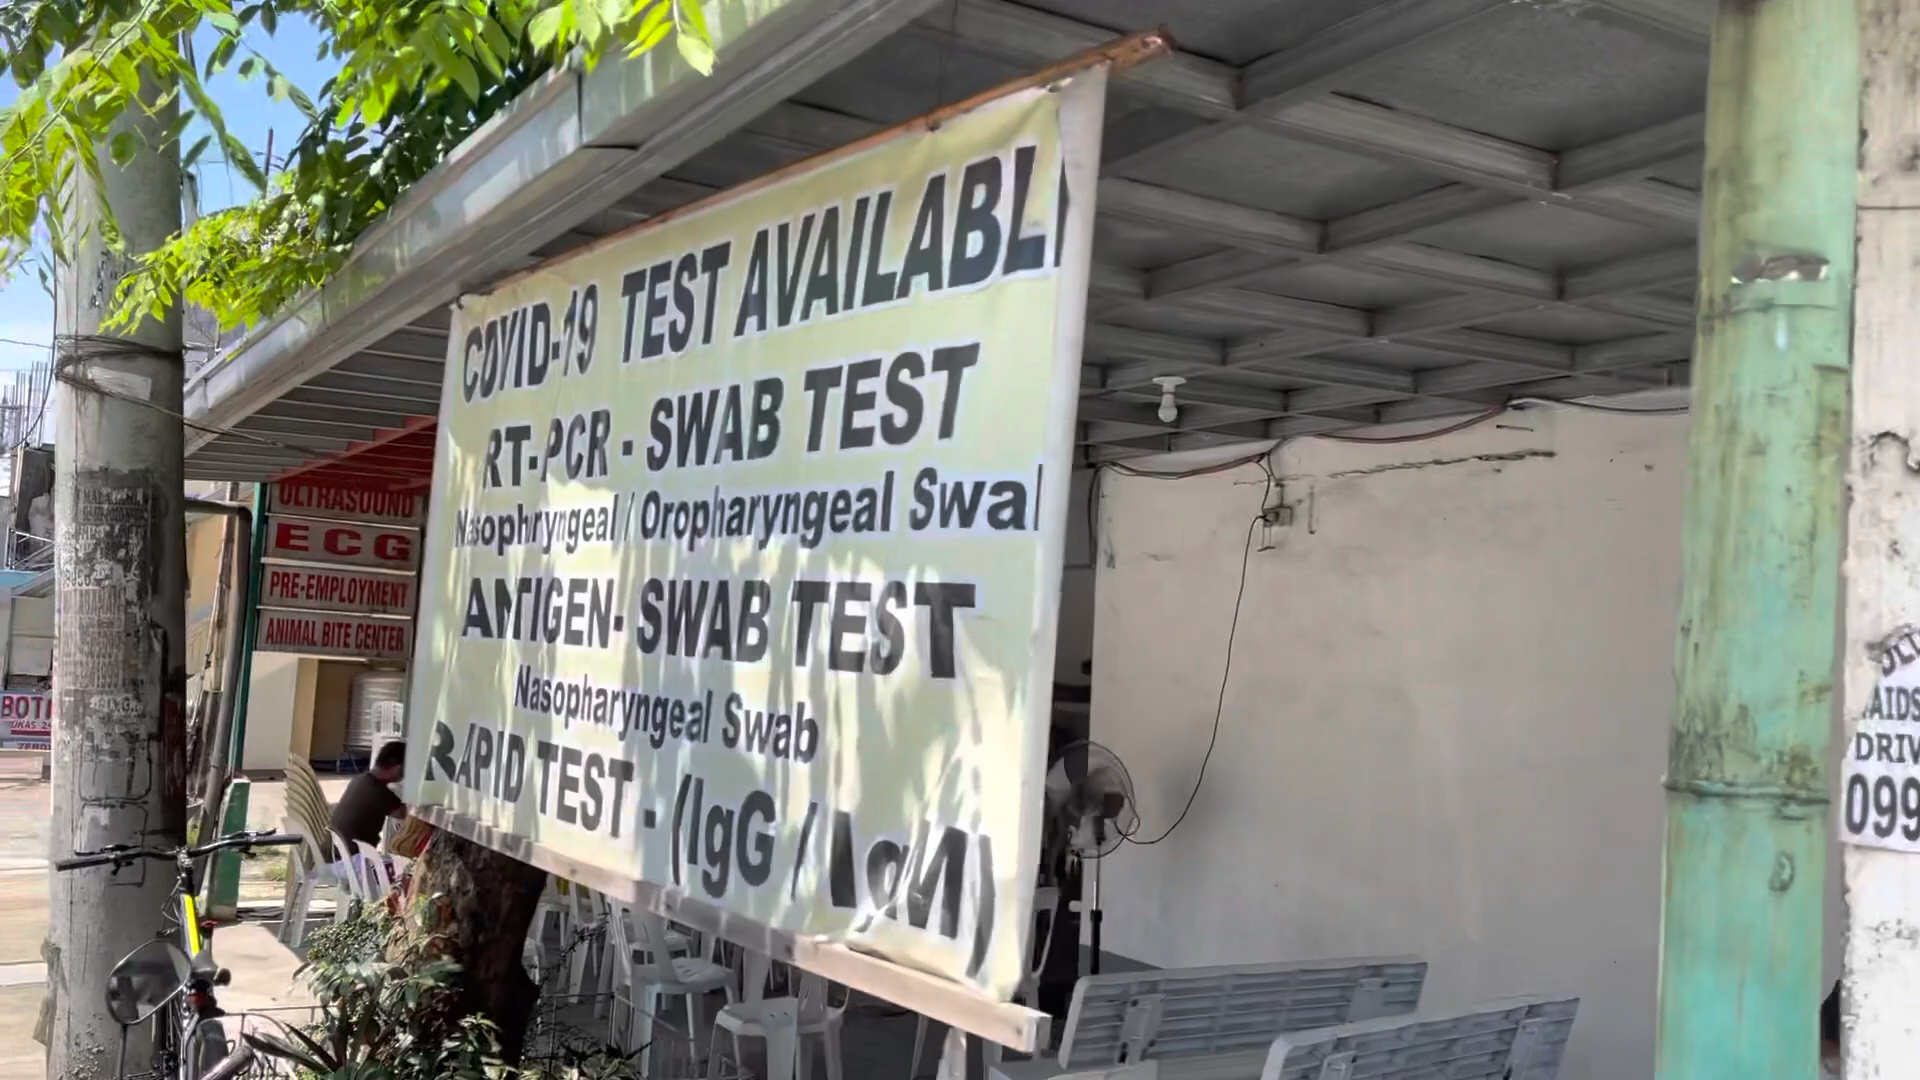 COVID-19 TEST AVAILABL
RT-PCR - SWAB TEST
Nasophryngeal / Oropharyngeal Swal
ANTIGEN- SWAB TEST
Nasopharyngeal Swab
RAPID TEST - (IgG / IgM)
ULTRASOUND
ECG
PRE-EMPLOYMENT
ANIMAL BITE CENTER
BOTI
AIDS
DRIV
099